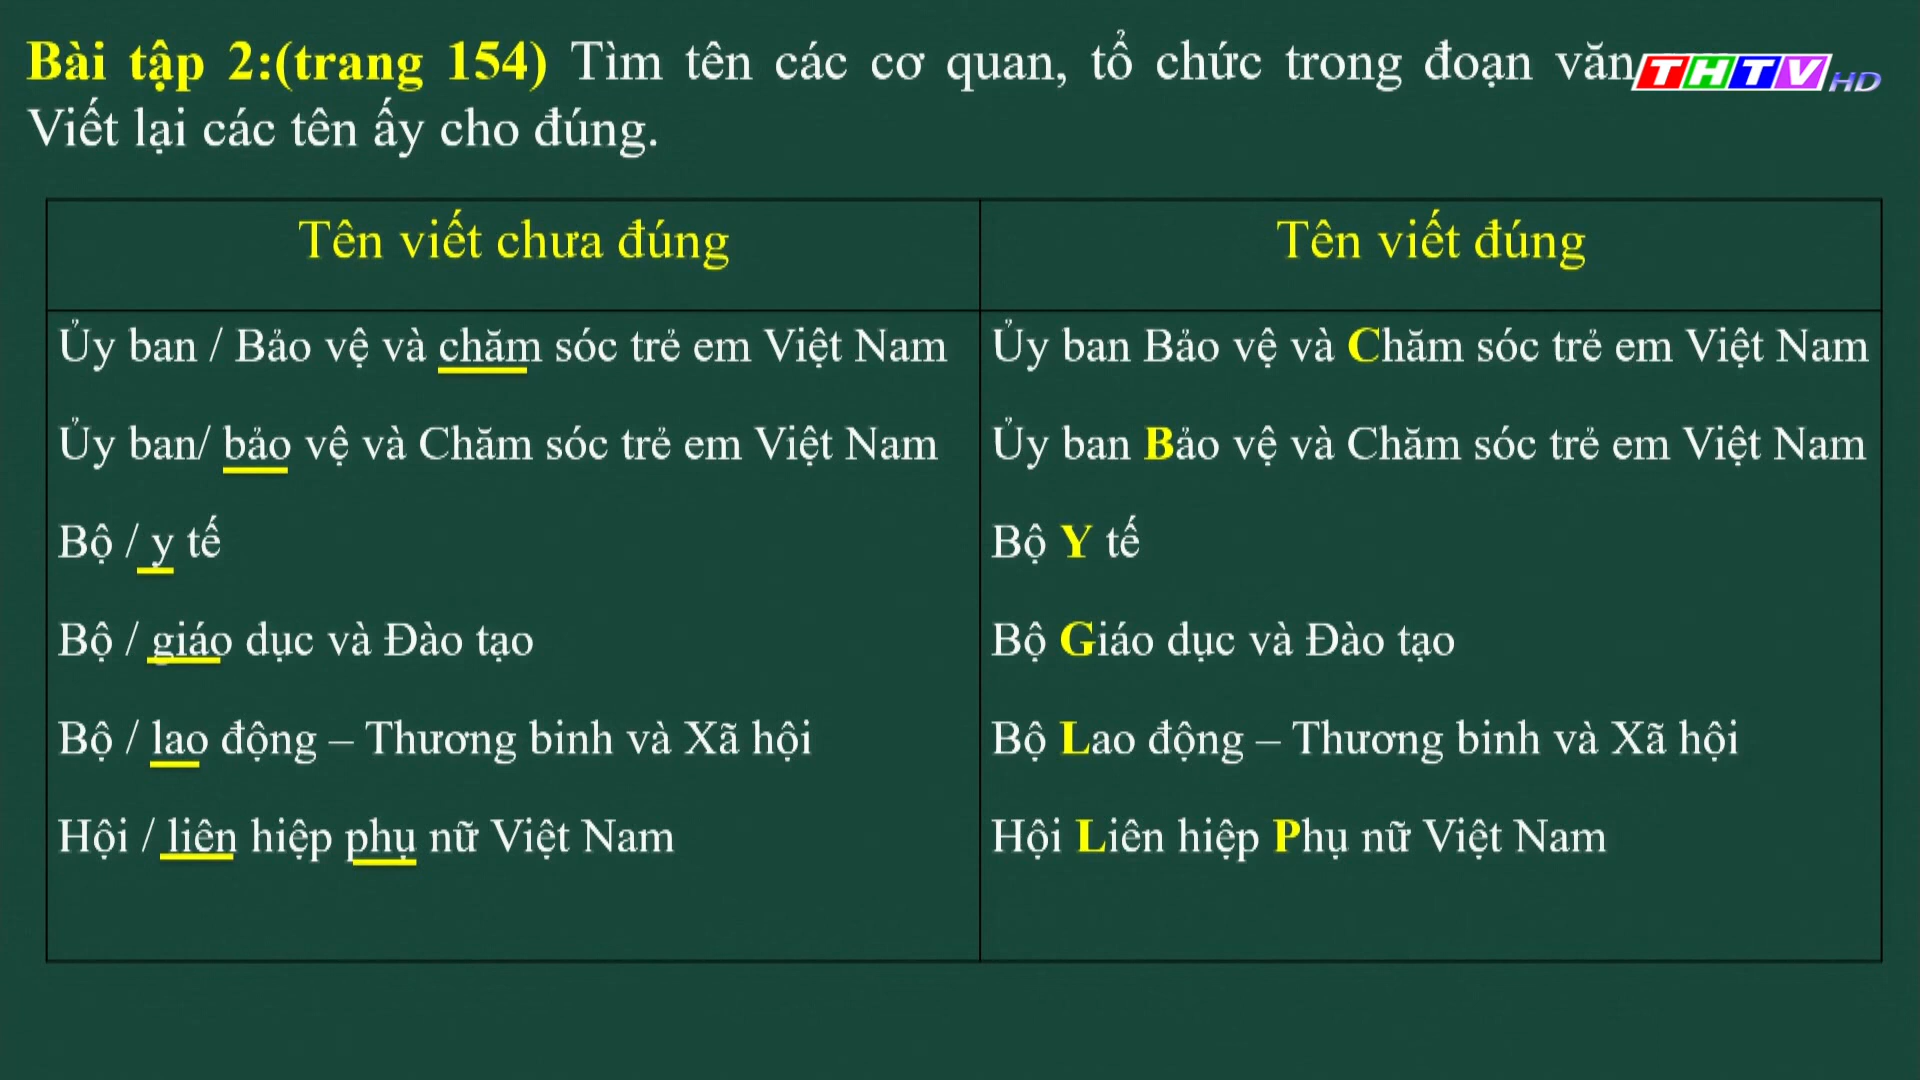 Bài tập 2:(trang 154) Tìm tên các cơ quan, tổ chức trong đoạn văn
THTV HD
Viết lại các tên ấy cho đúng.
Tên viết chưa đúng
Tên viết đúng
Ủy ban / Bảo vệ và chăm sóc trẻ em Việt Nam
Ủy ban Bảo vệ và Chăm sóc trẻ em Việt Nam
Ủy ban/ bảo vệ và Chăm sóc trẻ em Việt Nam
Ủy ban Bảo vệ và Chăm sóc trẻ em Việt Nam
Bộ / y tế
Bộ Y tế
Bộ / giáo dục và Đào tạo
Bộ Giáo dục và Đào tạo
Bộ / lao động – Thương binh và Xã hội
Bộ Lao động – Thương binh và Xã hội
Hội / liên hiệp phụ nữ Việt Nam
Hội Liên hiệp Phụ nữ Việt Nam